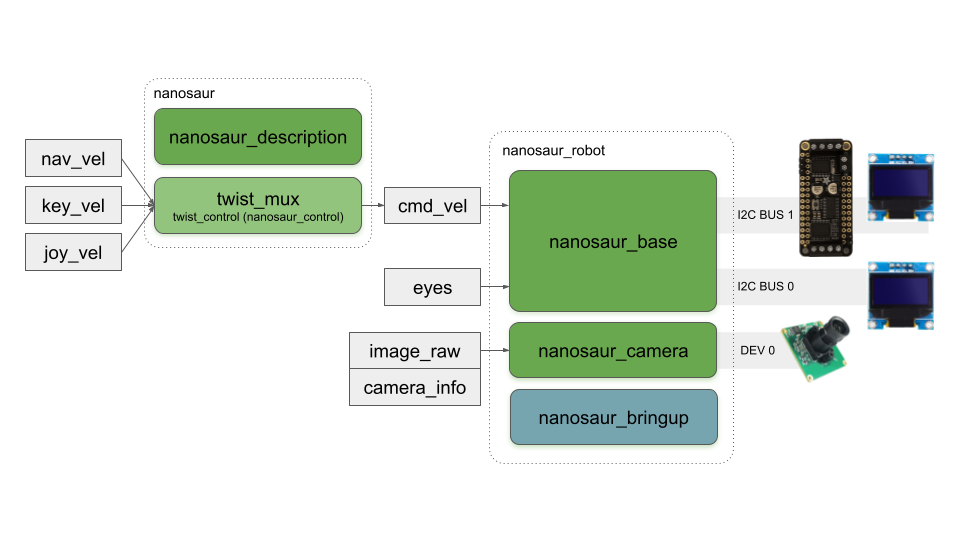 nanosaur
nanosaur_description
nav_vel
key_vel
joy_vel
twist_mux
twist_control (nanosaur_control)
cmd_vel
eyes
image_raw
camera_info
nanosaur_robot
nanosaur_base
nanosaur_camera
nanosaur_bringup
I2C BUS 1
I2C BUS 0
DEV 0